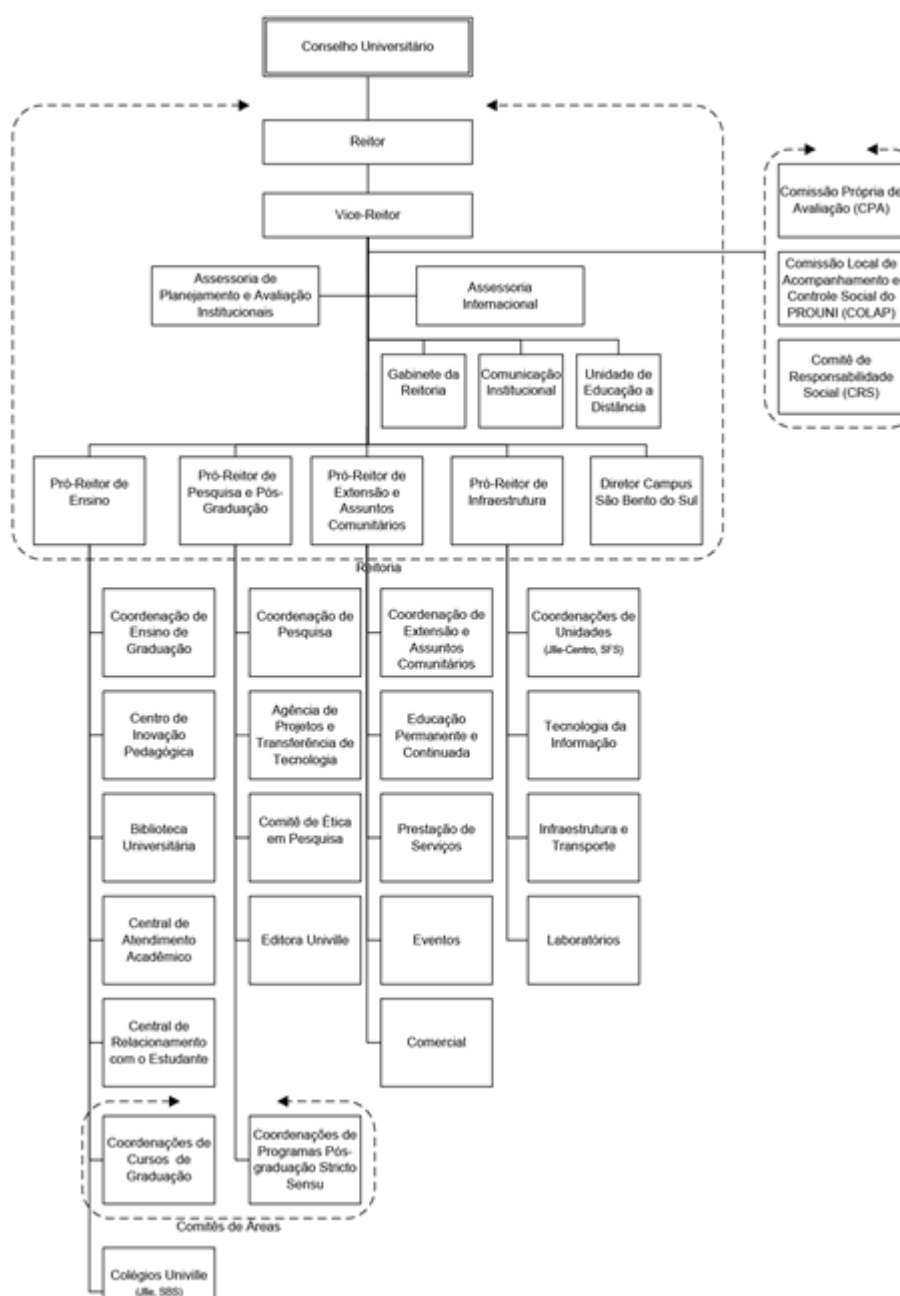 Conselho Universitário
Reitor
Vice-Reitor
Comissão Própria de
Avaliação (CPA)
Comissão Local de
Acompanhamento e
Controle Social do
PROUNI (COLAP)
Comitê de
Responsabilidade
Social (CRS)
Assessoria de
Planejamento e Avaliação
Institucionais
Assessoria
Internacional
Gabinete da
Reitoria
Comunicação
Institucional
Unidade de
Educação a
Distância
Pró-Reitor de
Ensino
Pró-Reitor de
Pesquisa e Pós-
Graduação
Pró-Reitor de
Extensão e
Assuntos
Comunitários
Pró-Reitor de
Infraestrutura
Diretor Campus
São Bento do Sul
Reitoria
Coordenação de
Ensino de
Graduação
Coordenação de
Pesquisa
Coordenação de
Extensão e
Assuntos
Comunitários
Coordenações de
Unidades
(Jlle-Centro, SFS)
Centro de
Inovação
Pedagógica
Agência de
Projetos e
Transferência de
Tecnologia
Educação
Permanente e
Continuada
Tecnologia da
Informação
Biblioteca
Universitária
Comitê de Ética
em Pesquisa
Prestação de
Serviços
Infraestrutura e
Transporte
Central de
Atendimento
Acadêmico
Editora Univille
Eventos
Laboratórios
Central de
Relacionamento
com o Estudante
Comercial
Coordenações de
Cursos de
Graduação
Coordenações de
Programas Pós-
graduação Stricto
Sensu
Comitês de Áreas
Colégios Univille
(Jlle, SBS)